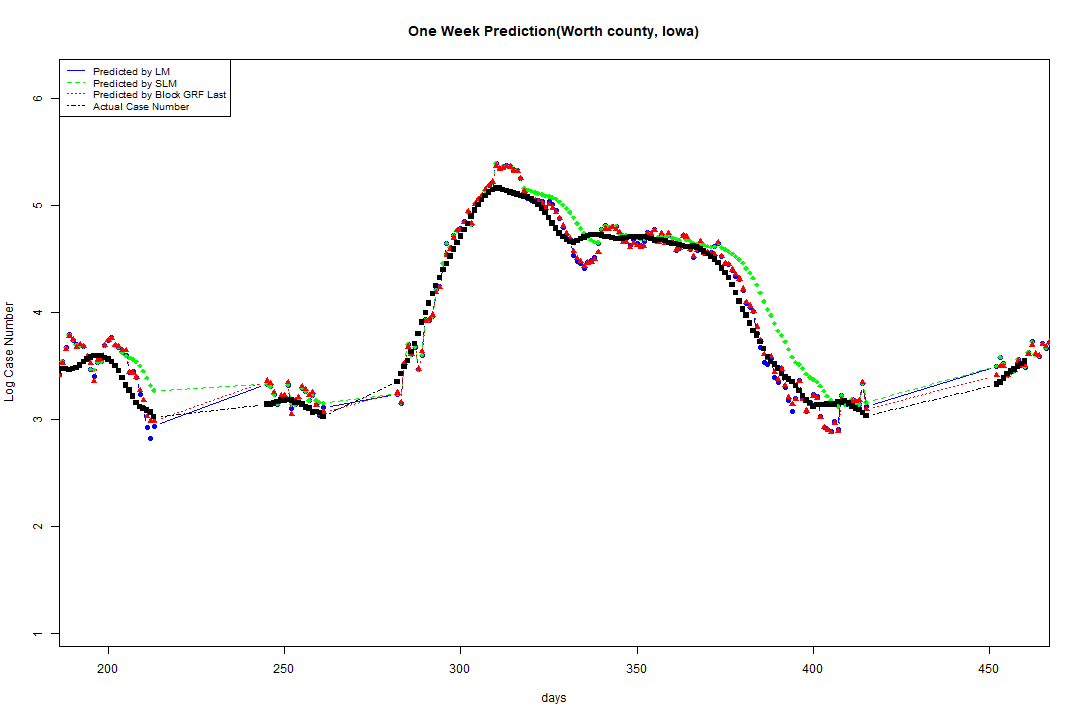 One Week Prediction(Worth county, Iowa)
Predicted by LM
Predicted by SLM
Predicted by Block GRF Last
Actual Case Number
6
5
4
3
2
1
Log Case Number
200 250 300 350 400 450
days